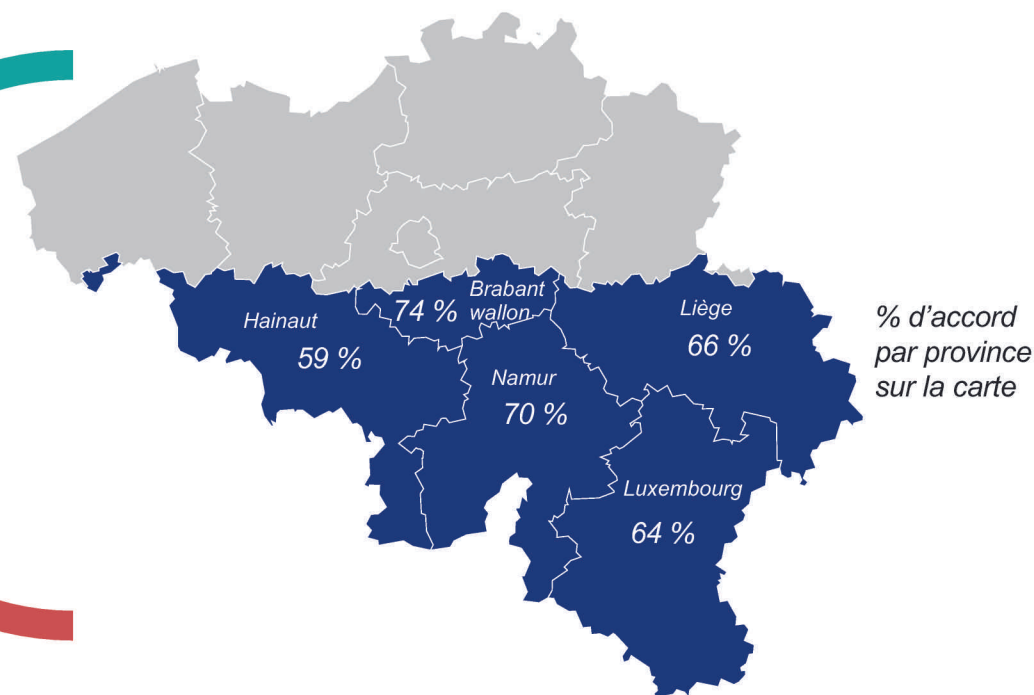 Brabant
wallon
74 %
Hainaut
59 %
Liège
66 %
Namur
70 %
Luxembourg
64 %
% d'accord
par province
sur la carte